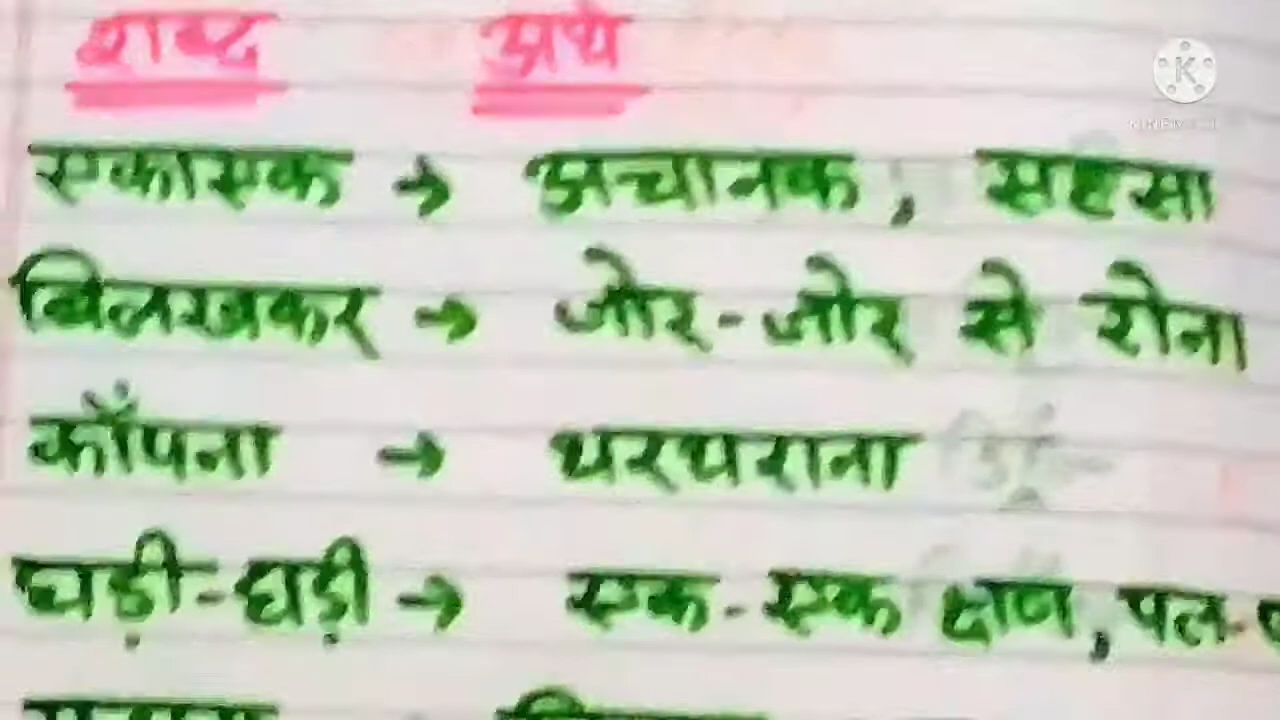 शब्द अर्थ
एकाएक → अचानक, सहसा
बिलखकर → जोर-जोर से रोना
काँपना → थरथराना
घड़ी-घड़ी → एक-एक क्षण, पल-